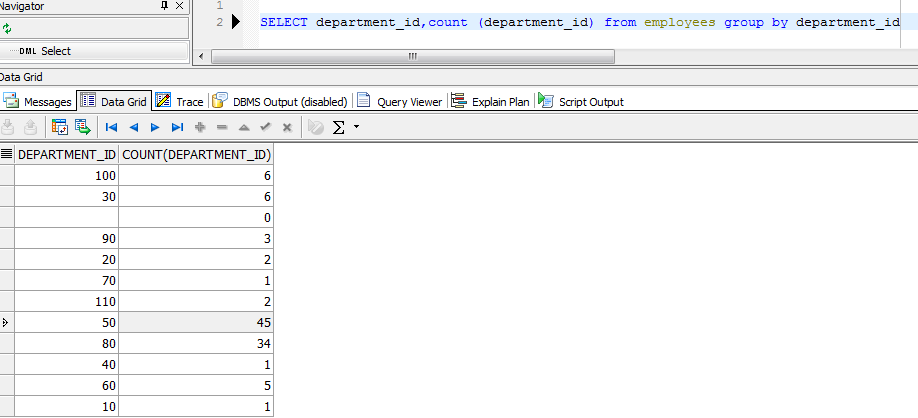 Navigator
1
2 SELECT department_id,count (department_id) from employees group by department_id
DML Select
Data Grid
Messages Data Grid Trace DBMS Output (disabled) Query Viewer Explain Plan Script Output
DEPARTMENT_ID COUNT(DEPARTMENT_ID)
100 6
30 6
0
90 3
20 2
70 1
110 2
50 45
80 34
40 1
60 5
10 1